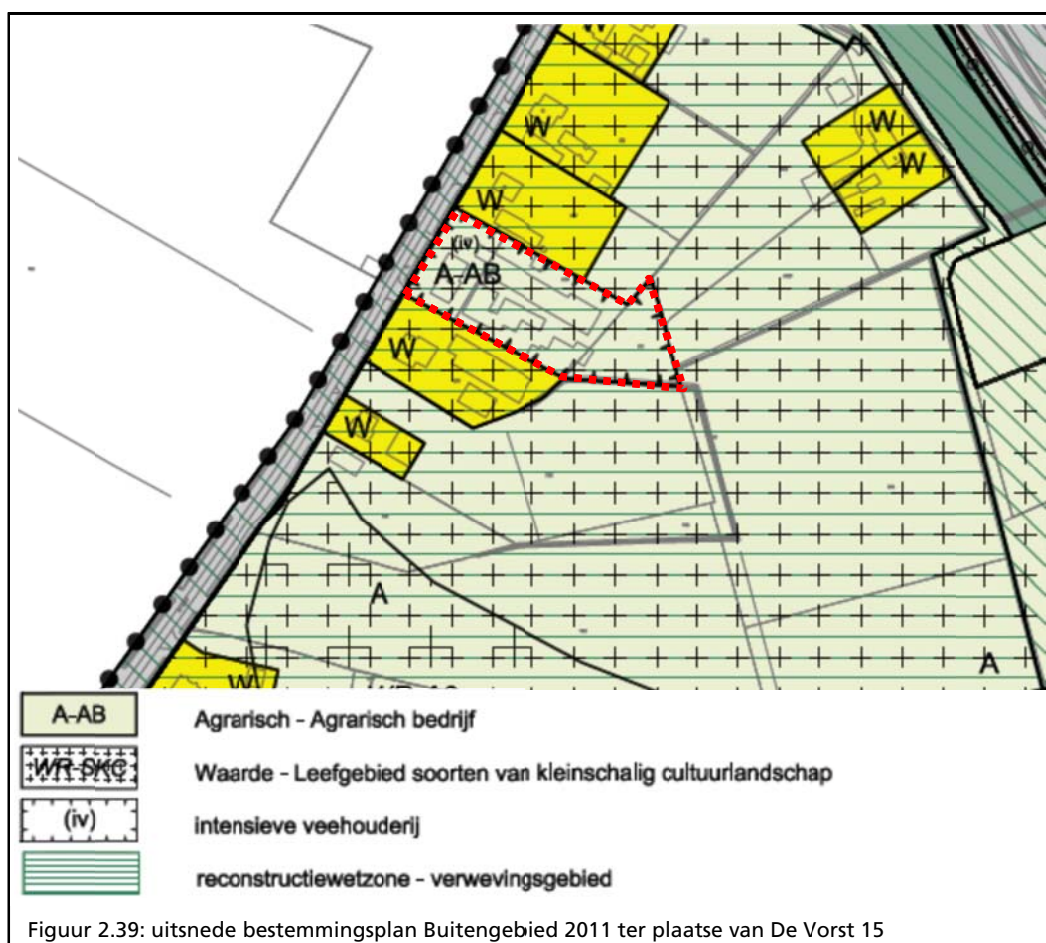 W
W
W
W
W
(iv)
A-AB
W
W
A
A
W
A-AB
Agrarisch - Agrarisch bedrijf
WR-SKC
Waarde - Leefgebied soorten van kleinschalig cultuurlandschap
(iv)
intensieve veehouderij
reconstructiewetzone - verwevingsgebied
Figuur 2.39: uitsnede bestemmingsplan Buitengebied 2011 ter plaatse van De Vorst 15